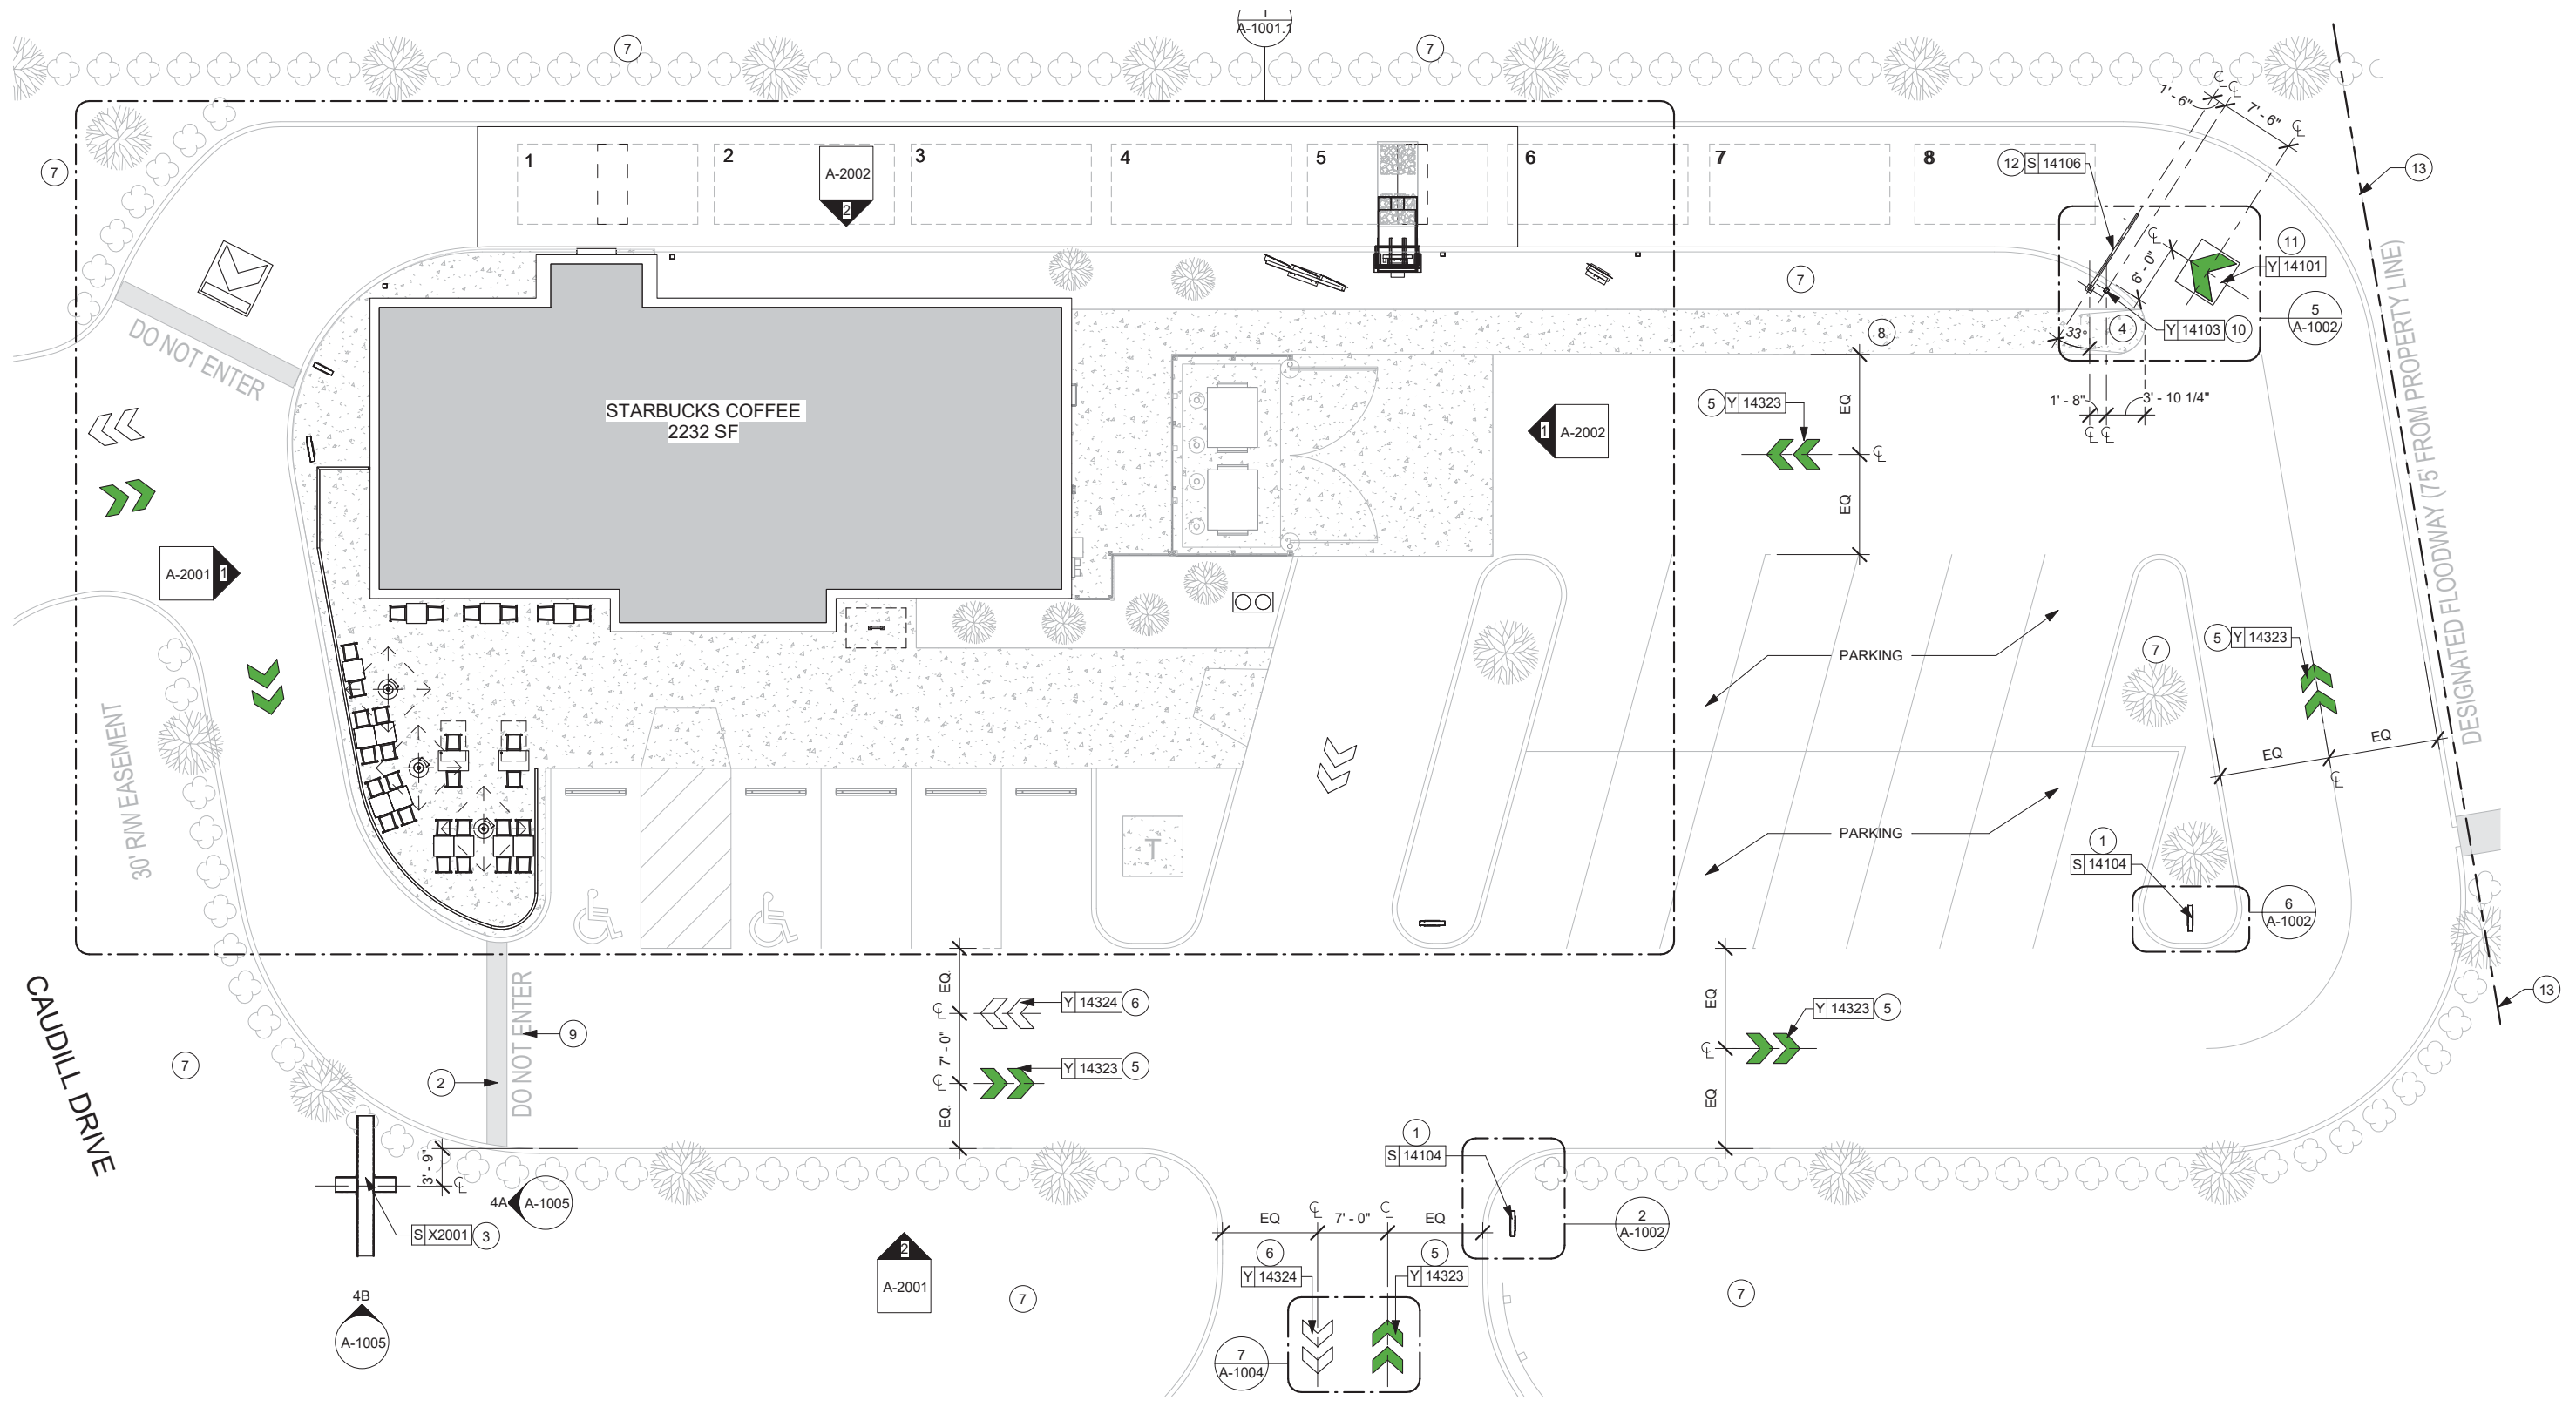 1
A-1001.1
7
7
7
1
2
3
4
5
6
7
8
A-2002
2
12 S 14106
1' - 6"
7' - 6"
13
6' - 0"
11
Y 14101
5
A-1002
7
8
33°
4
Y 14103 10
1' - 8"
3' - 10 1/4"
DO NOT ENTER
STARBUCKS COFFEE
2232 SF
5 Y 14323
EQ
EQ
1 A-2002
DESIGNATED FLOODWAY (75' FROM PROPERTY LINE)
A-2001 1
PARKING
7
5 Y 14323
EQ
EQ
30' R/W EASEMENT
PARKING
1
S 14104
T
6
A-1002
13
CAUDILL DRIVE
7
DO NOT ENTER
9
2
EQ.
7' - 0"
EQ.
Y 14324 6
Y 14323 5
EQ
EQ
Y 14323 5
3' - 9"
4A A-1005
S X2001 3
4B
A-1005
2
A-2001
7
1
S 14104
2
A-1002
EQ
7' - 0"
EQ
6
Y 14324
5
Y 14323
7
A-1004
7